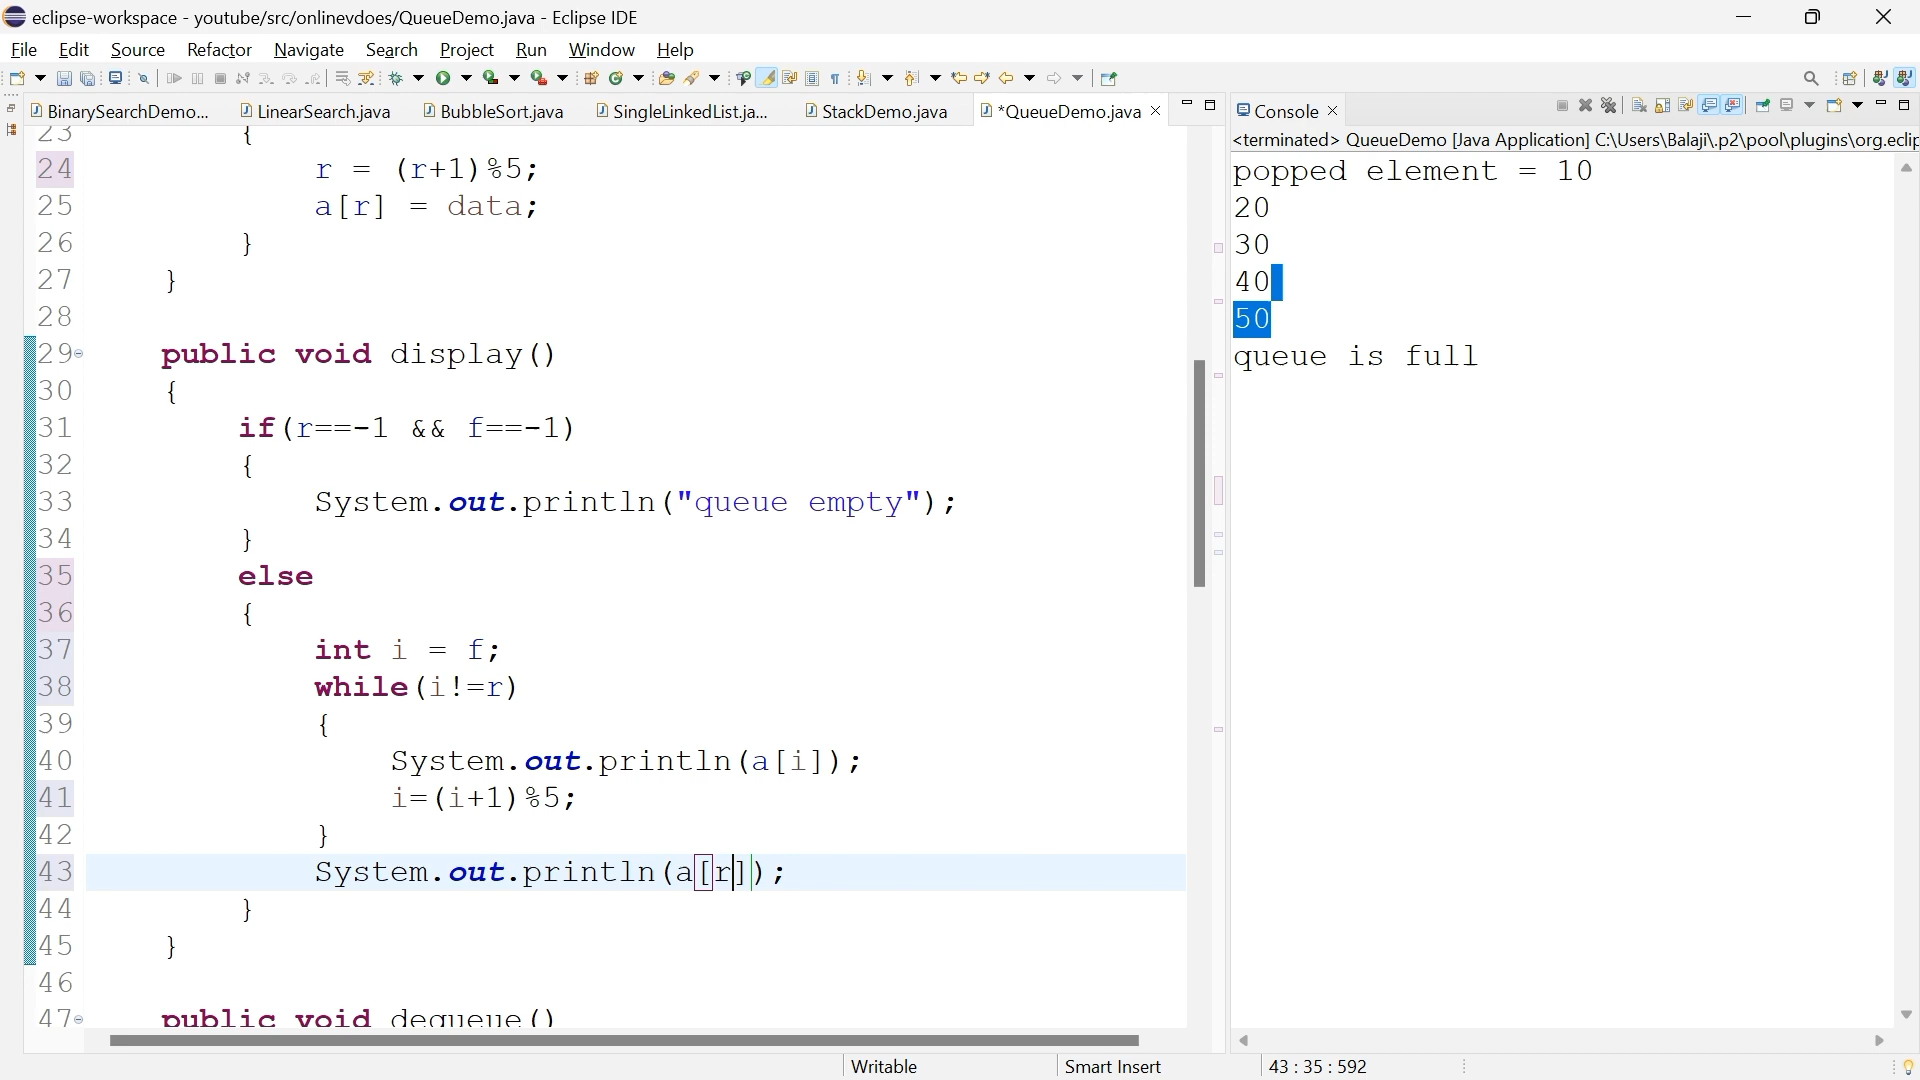 eclipse-workspace - youtube/src/onlinevdoes/QueueDemo.java - Eclipse IDE
File Edit Source Refactor Navigate Search Project Run Window Help
BinarySearchDemo... LinearSearch.java BubbleSort.java SingleLinkedList.ja... StackDemo.java *QueueDemo.java
23 {
24 r = (r+1)%5;
25 a[r] = data;
26 }
27 }
28
29 public void display()
30 {
31 if(r==-1 && f==-1)
32 {
33 System.out.println("queue empty");
34 }
35 else
36 {
37 int i = f;
38 while(i!=r)
39 {
40 System.out.println(a[i]);
41 i=(i+1)%5;
42 }
43 System.out.println(a[r]);
44 }
45 }
46
47 public void dequeue()
Console
<terminated> QueueDemo [Java Application] C:\Users\Balaji\.p2\pool\plugins\org.eclip
popped element = 10
20
30
40
50
queue is full
Writable Smart Insert 43 : 35 : 592